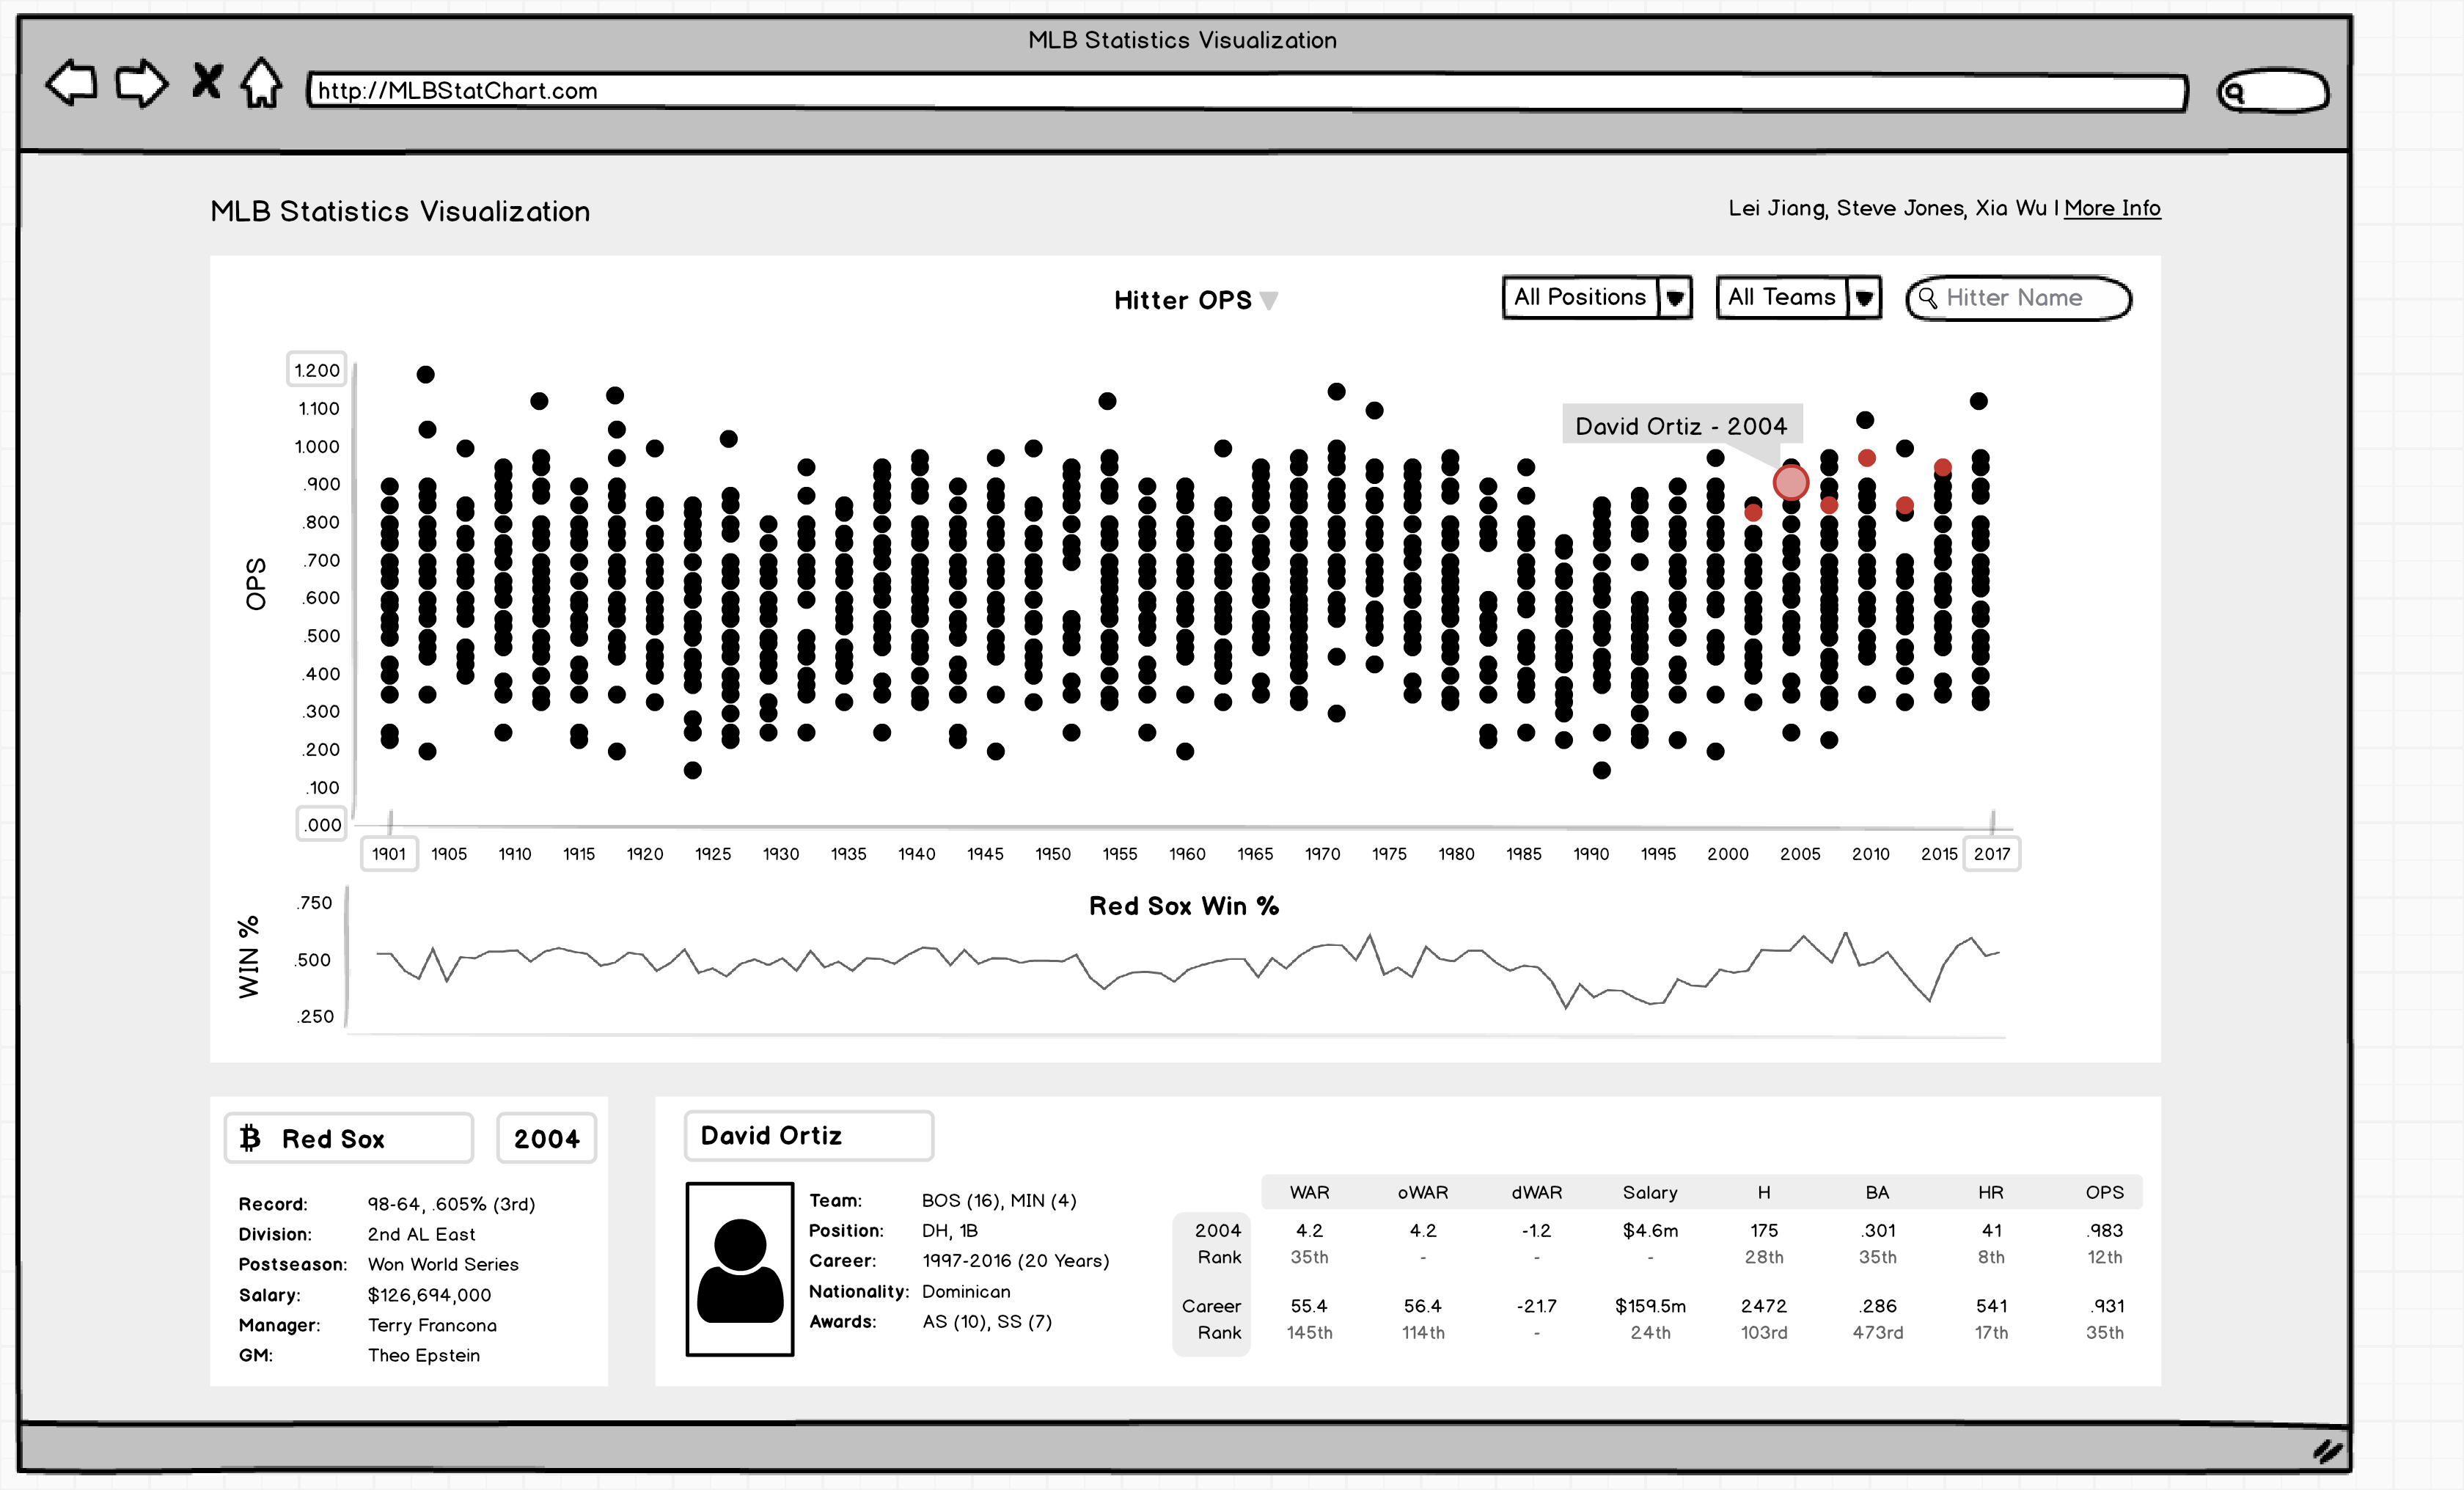 MLB Statistics Visualization
http://MLBStatChart.com
MLB Statistics Visualization
Lei Jiang, Steve Jones, Xia Wu | More Info
Hitter OPS
All Positions
All Teams
Hitter Name
1.200
1.100
1.000
.900
.800
.700
.600
.500
.400
.300
.200
.100
.000
OPS
David Ortiz - 2004
1901 1905 1910 1915 1920 1925 1930 1935 1940 1945 1950 1955 1960 1965 1970 1975 1980 1985 1990 1995 2000 2005 2010 2015 2017
Red Sox Win %
WIN %
.750
.500
.250
₿ Red Sox 2004
Record: 98-64, .605% (3rd)
Division: 2nd AL East
Postseason: Won World Series
Salary: $126,694,000
Manager: Terry Francona
GM: Theo Epstein
David Ortiz
Team: BOS (16), MIN (4)
Position: DH, 1B
Career: 1997-2016 (20 Years)
Nationality: Dominican
Awards: AS (10), SS (7)
WAR oWAR dWAR Salary H BA HR OPS
2004 4.2 4.2 -1.2 $4.6m 175 .301 41 .983
Rank 35th - - - 28th 35th 8th 12th
Career 55.4 56.4 -21.7 $159.5m 2472 .286 541 .931
Rank 145th 114th - 24th 103rd 473rd 17th 35th